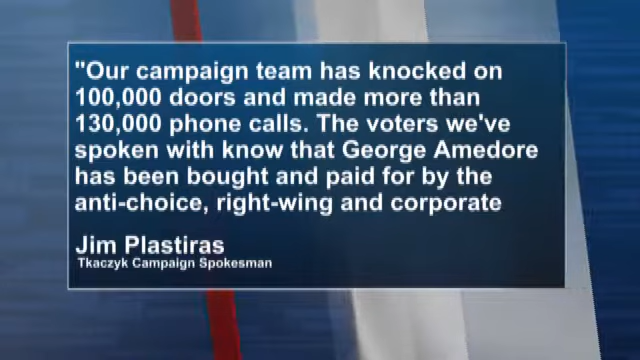 "Our campaign team has knocked on
100,000 doors and made more than
130,000 phone calls. The voters we've
spoken with know that George Amedore
has been bought and paid for by the
anti-choice, right-wing and corporate
Jim Plastiras
Tkaczyk Campaign Spokesman